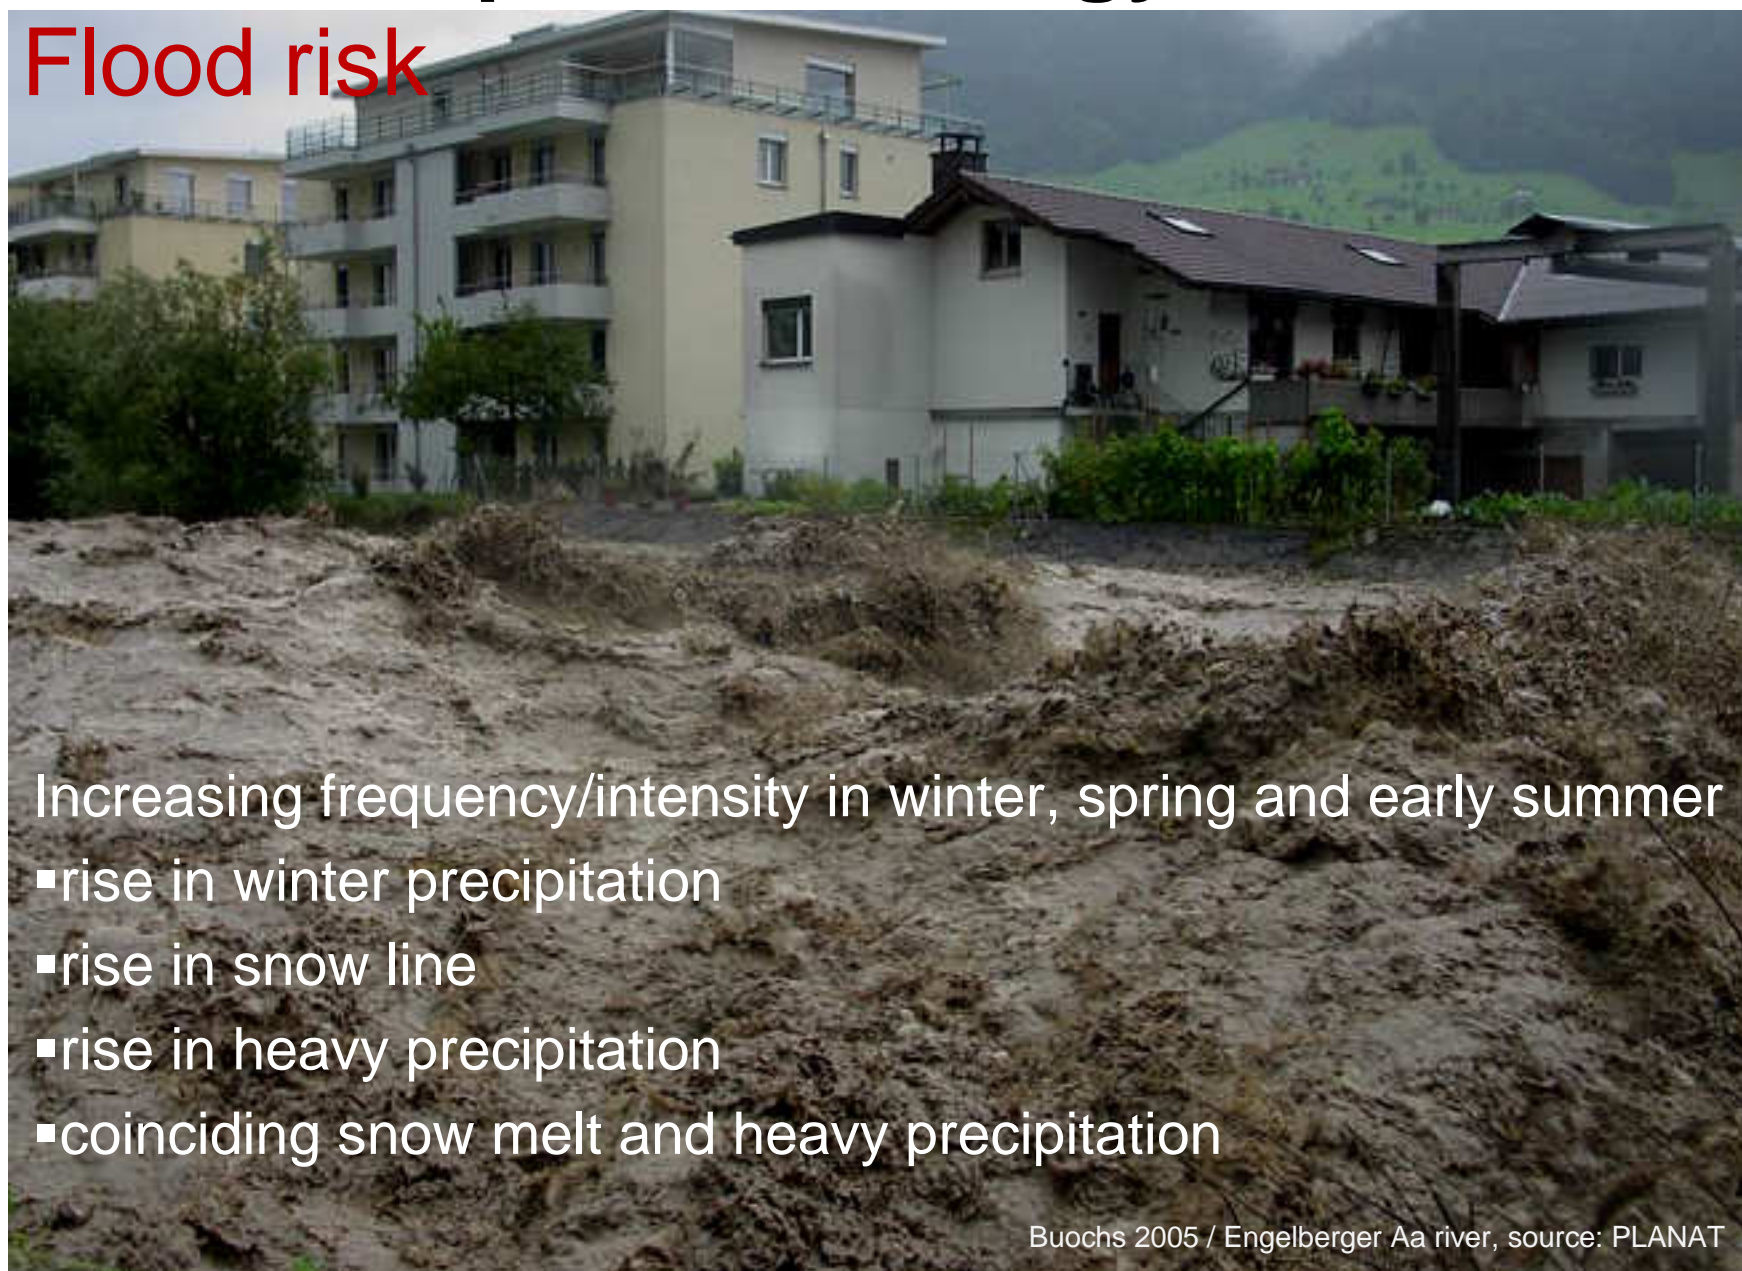 Flood risk
Increasing frequency/intensity in winter, spring and early summer
▪rise in winter precipitation
▪rise in snow line
▪rise in heavy precipitation
▪coinciding snow melt and heavy precipitation
Buochs 2005 / Engelberger Aa river, source: PLANAT